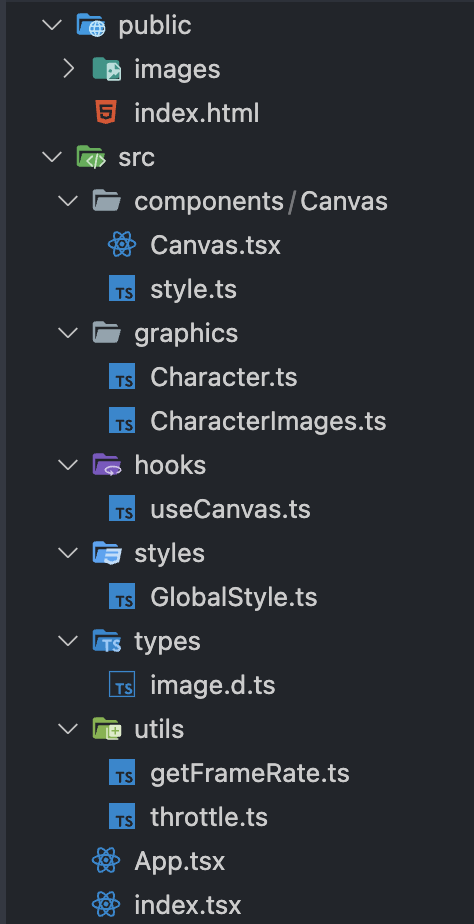 public
images
index.html
src
components/Canvas
Canvas.tsx
TS style.ts
graphics
TS Character.ts
TS CharacterImages.ts
hooks
TS useCanvas.ts
styles
TS GlobalStyle.ts
TS types
TS image.d.ts
utils
TS getFrameRate.ts
TS throttle.ts
App.tsx
index.tsx